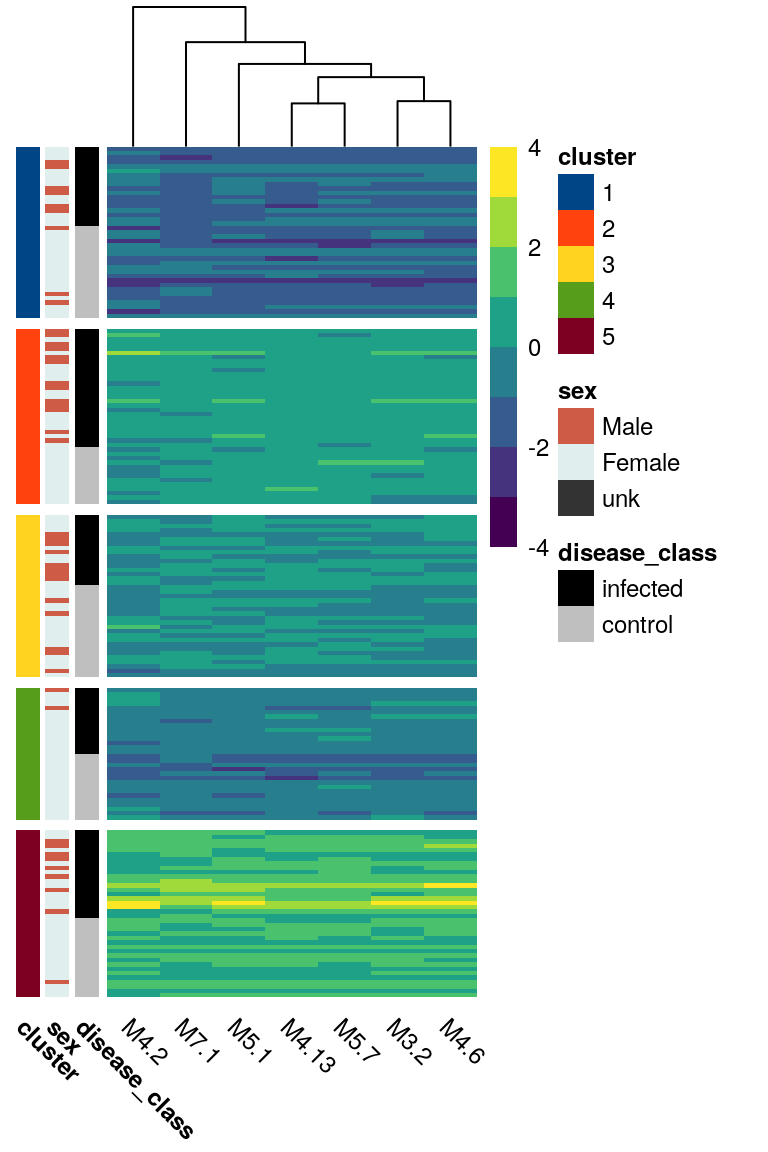 4
2
0
-2
-4
cluster
1
2
3
4
5
sex
Male
Female
unk
disease_class
infected
control
cluster
sex
disease_class
M4.2
M7.1
M5.1
M4.13
M5.7
M3.2
M4.6